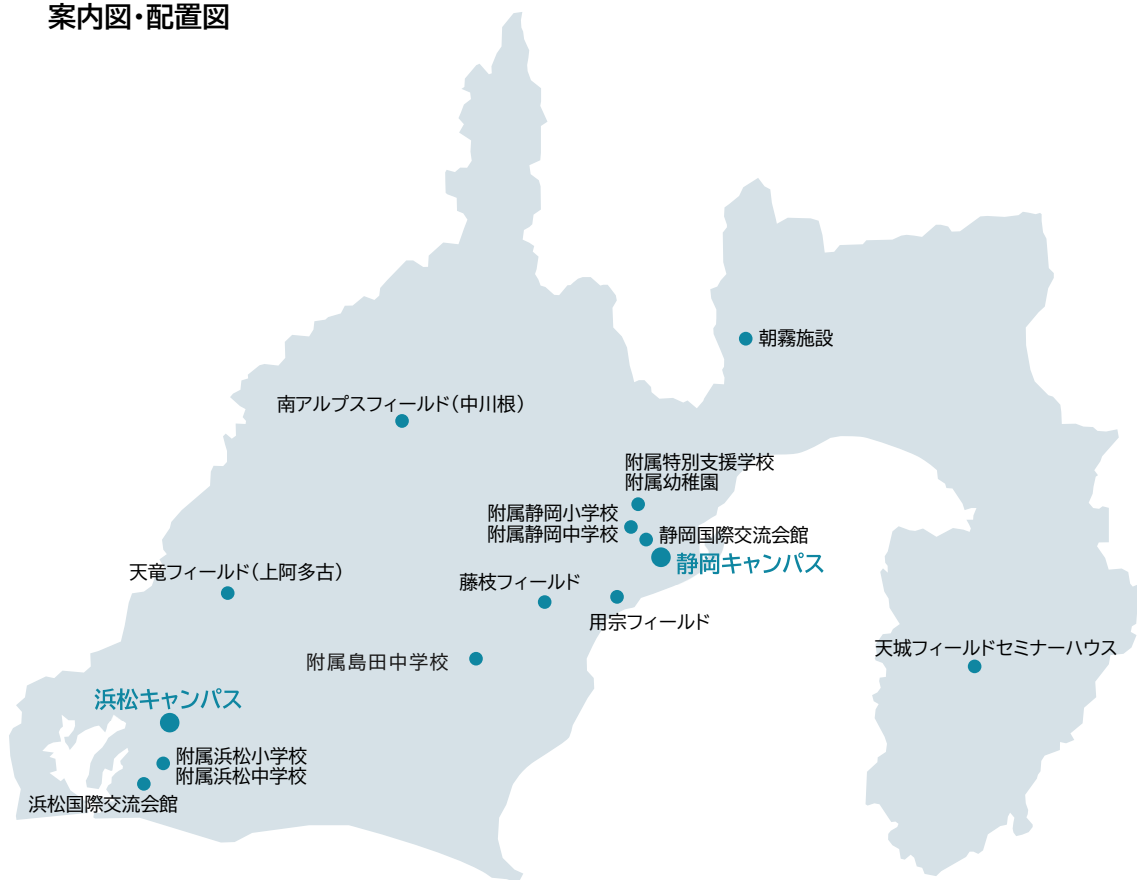 案内図・配置図
朝霧施設
南アルプスフィールド（中川根）
附属特別支援学校
附属幼稚園
附属静岡小学校
附属静岡中学校
静岡国際交流会館
静岡キャンパス
天竜フィールド（上阿多古）
藤枝フィールド
用宗フィールド
附属島田中学校
天城フィールドセミナーハウス
浜松キャンパス
附属浜松小学校
附属浜松中学校
浜松国際交流会館